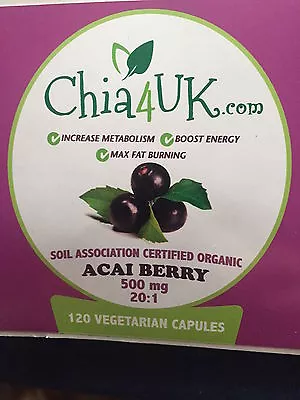 Chia4UK.com
INCREASE METABOLISM BOOST ENERGY
MAX FAT BURNING
SOIL ASSOCIATION CERTIFIED ORGANIC
ACAI BERRY
500 mg
20:1
120 VEGETARIAN CAPULES